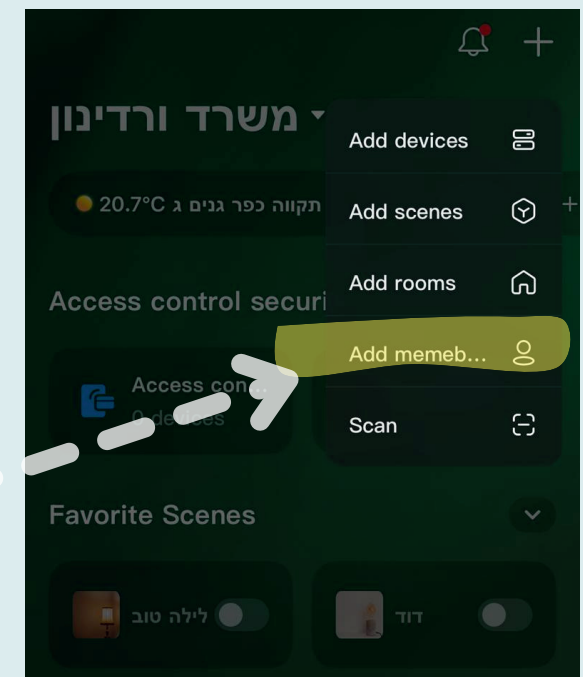 משרד ורדינון
Add devices
תקווה כפר גנים ג 20.7°C
Add scenes
Add rooms
Access control securi
Add memeb...
Access con...
0 devices
Scan
Favorite Scenes
לילה טוב
דוד